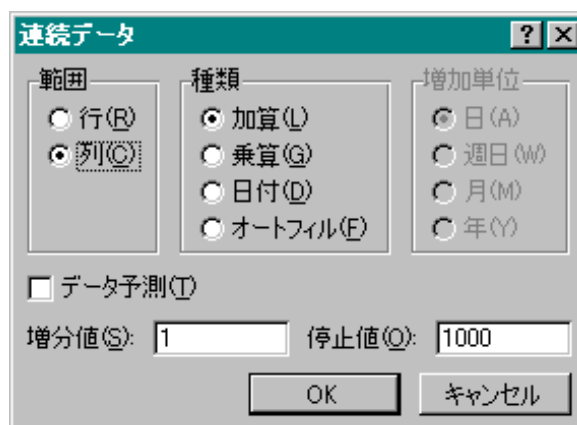 連続データ
範囲
行(R)
列(C)
種類
加算(L)
乗算(G)
日付(D)
オートフィル(F)
増加単位
日(A)
週日(W)
月(M)
年(Y)
データ予測(T)
増分値(S): 1
停止値(O): 1000
OK
キャンセル